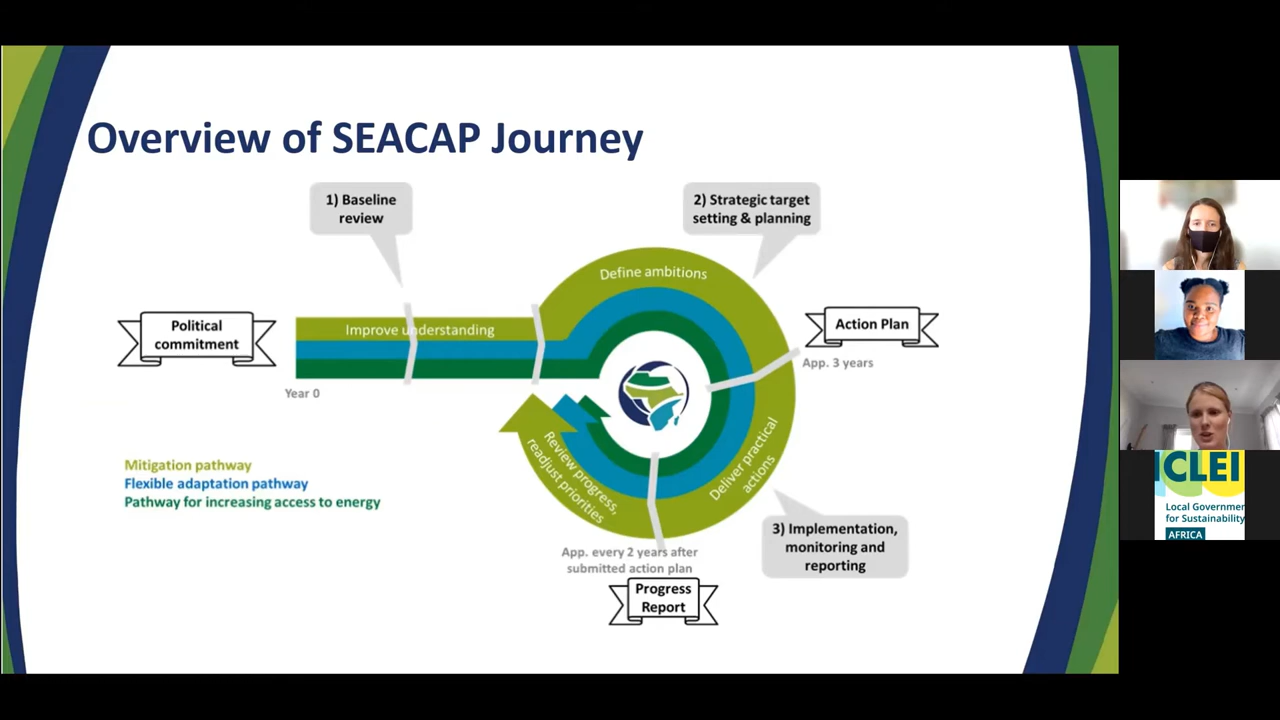 Overview of SEACAP Journey
1) Baseline
review
2) Strategic target
setting & planning
Define ambitions
Political
commitment
Improve understanding
Action Plan
App. 3 years
Year 0
Mitigation pathway
Flexible adaptation pathway
Pathway for increasing access to energy
Review progress,
readjust priorities
Deliver practical
actions
3) Implementation,
monitoring and
reporting
App. every 2 years after
submitted action plan
Progress
Report
ICLEI
Local Governmen
for Sustainability
AFRICA